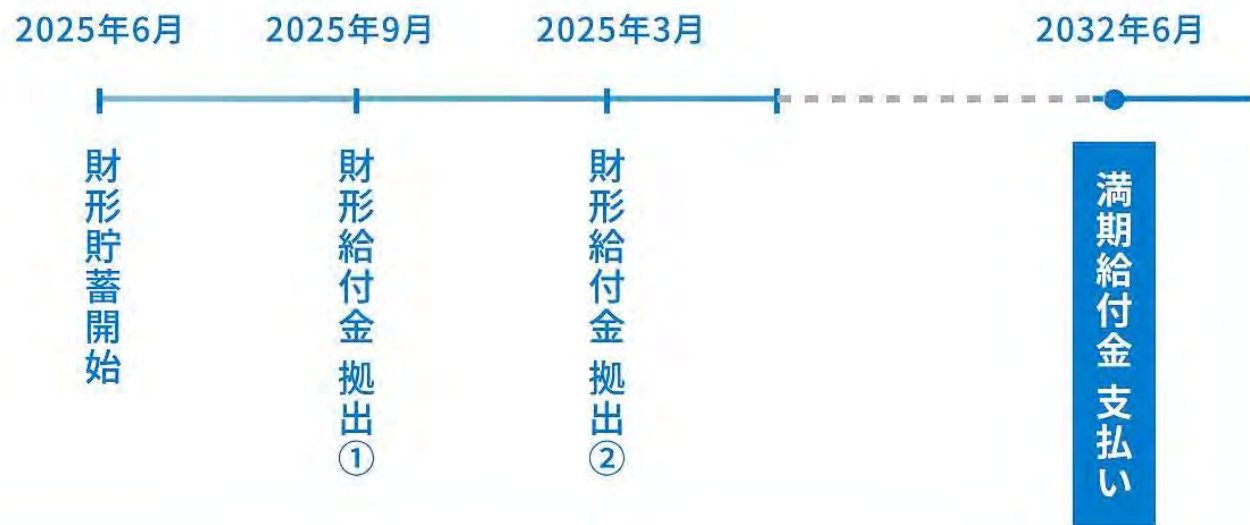 2025年6月
2025年9月
2025年3月
2032年6月
財形貯蓄開始
財形給付金 拠出①
財形給付金 拠出②
満期給付金 支払い